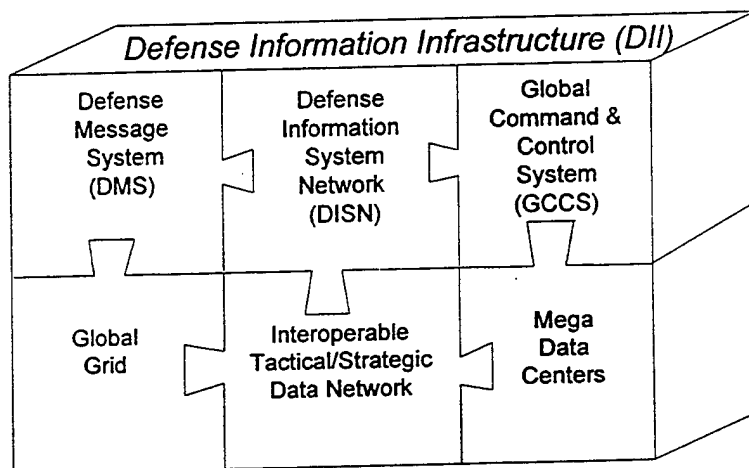 Defense Information Infrastructure (DII)
Defense
Message
System
(DMS)
Defense
Information
System
Network
(DISN)
Global
Command &
Control
System
(GCCS)
Global
Grid
Interoperable
Tactical/Strategic
Data Network
Mega
Data
Centers